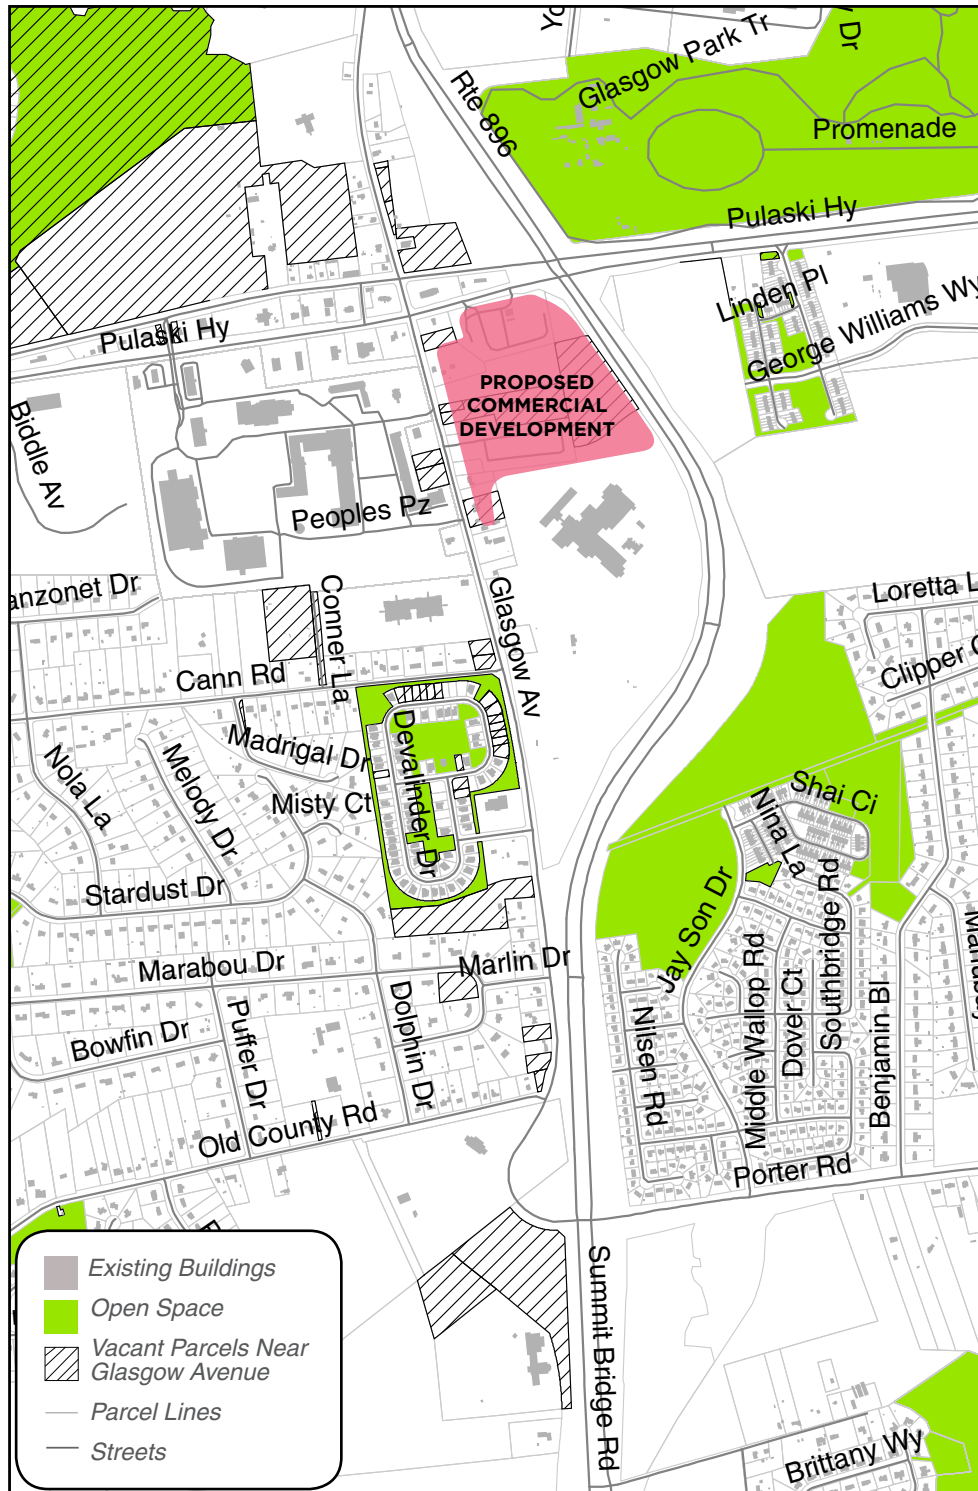 Yo
Dr
Glasgow Park Tr
Rte 896
Promenade
Pulaski Hy
Linden Pl
George Williams Wy
Pulaski Hy
PROPOSED
COMMERCIAL
DEVELOPMENT
Biddle Av
Peoples Pz
anzonet Dr
Conner La
Glasgow Av
Loretta L
Clipper C
Cann Rd
Madrigal Dr
Devalinder Dr
Nola La
Melody Dr
Misty Ct
Shai Ci
Nina La
Stardust Dr
Jay Son Dr
Southbridge Rd
Marabou Dr
Marlin Dr
Middle Wallop Rd
Dover Ct
Benjamin Bl
Bowfin Dr
Puffer Dr
Dolphin Dr
Nilsen Rd
Old County Rd
Porter Rd
Summit Bridge Rd
Brittany Wy
Existing Buildings
Open Space
Vacant Parcels Near
Glasgow Avenue
Parcel Lines
Streets